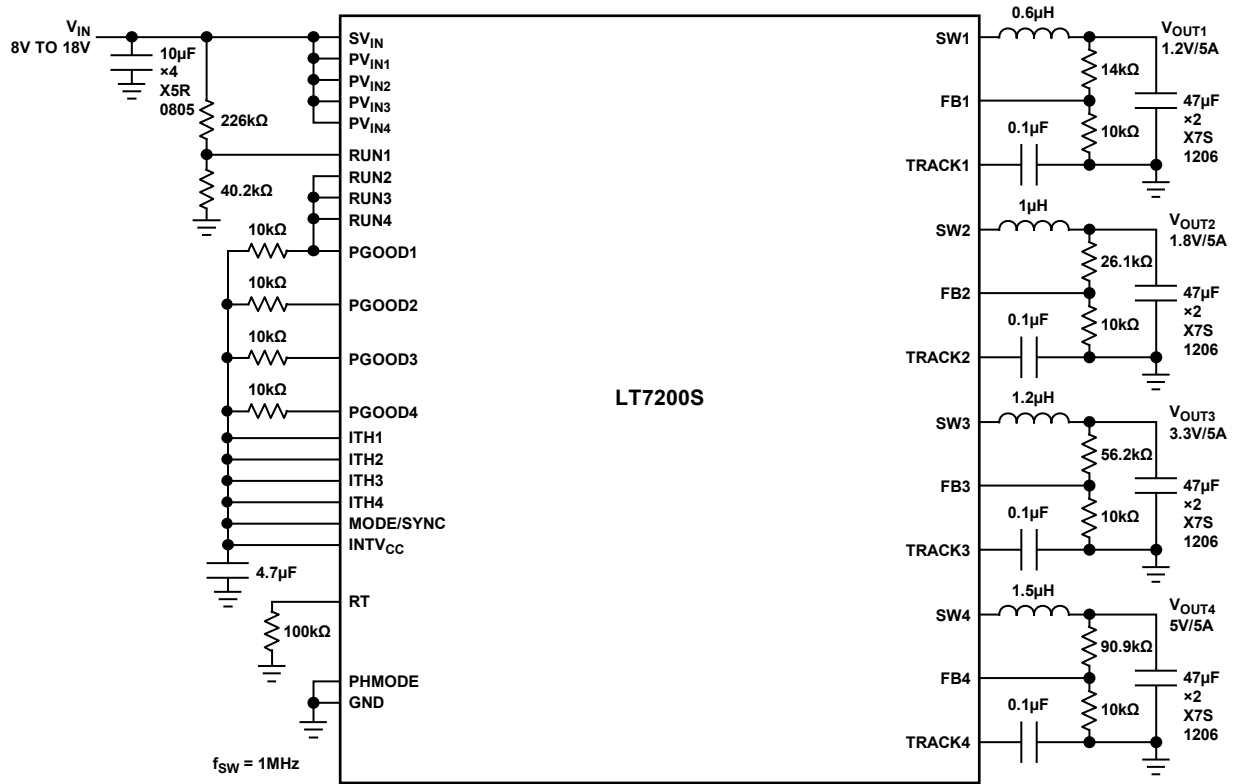 VIN
8V TO 18V
10µF
×4
X5R
0805
226kΩ
40.2kΩ
10kΩ
10kΩ
10kΩ
10kΩ
4.7µF
100kΩ
fSW = 1MHz
SVIN
PVIN1
PVIN2
PVIN3
PVIN4
RUN1
RUN2
RUN3
RUN4
PGOOD1
PGOOD2
PGOOD3
PGOOD4
ITH1
ITH2
ITH3
ITH4
MODE/SYNC
INTVCC
RT
PHMODE
GND
LT7200S
SW1
FB1
TRACK1
0.6µH
14kΩ
10kΩ
0.1µF
VOUT1
1.2V/5A
47µF
×2
X7S
1206
SW2
FB2
TRACK2
1µH
26.1kΩ
10kΩ
0.1µF
VOUT2
1.8V/5A
47µF
×2
X7S
1206
SW3
FB3
TRACK3
1.2µH
56.2kΩ
10kΩ
0.1µF
VOUT3
3.3V/5A
47µF
×2
X7S
1206
SW4
FB4
TRACK4
1.5µH
90.9kΩ
10kΩ
0.1µF
VOUT4
5V/5A
47µF
×2
X7S
1206